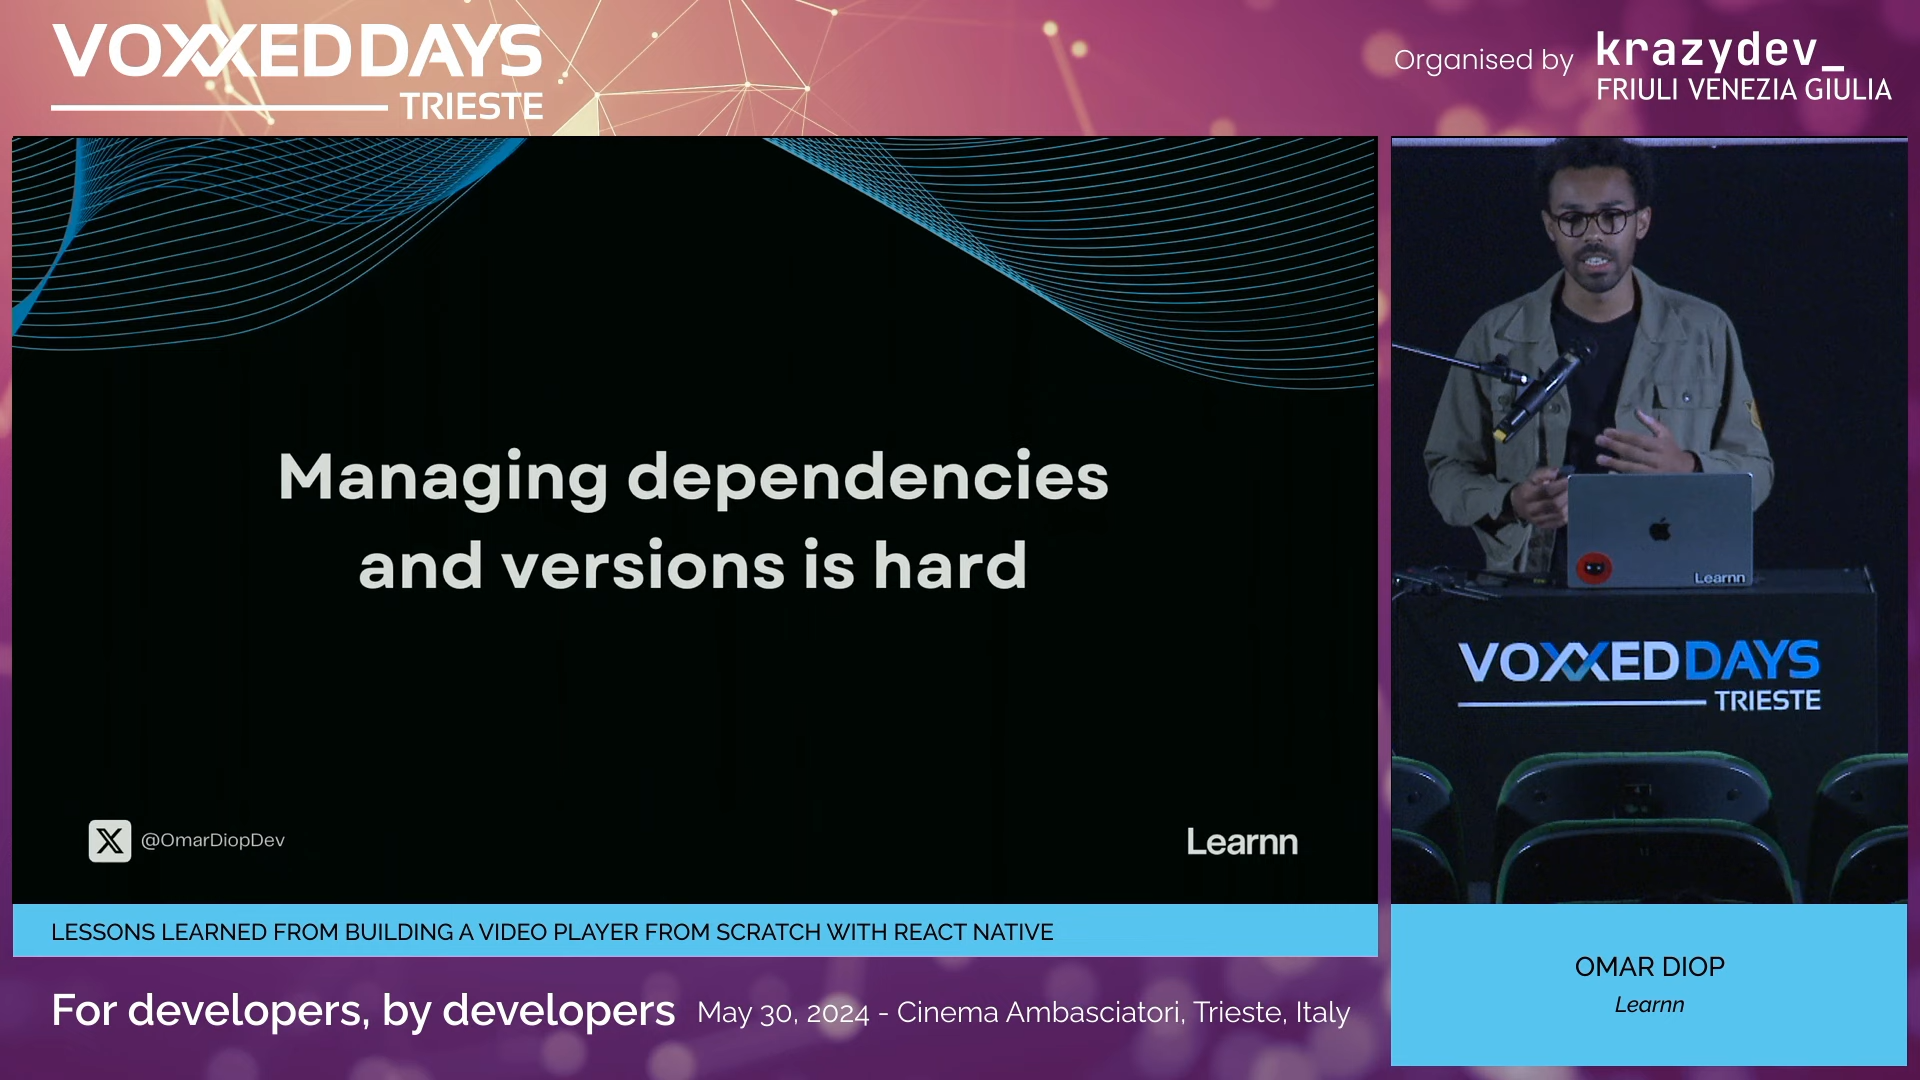 VOXXEDDAYS
TRIESTE
Organised by krazydev_
FRIULI VENEZIA GIULIA
Managing dependencies
and versions is hard
@OmarDiopDev
Learnn
Learnn
VOXXEDDAYS
TRIESTE
LESSONS LEARNED FROM BUILDING A VIDEO PLAYER FROM SCRATCH WITH REACT NATIVE
OMAR DIOP
Learnn
For developers, by developers May 30, 2024 - Cinema Ambasciatori, Trieste, Italy